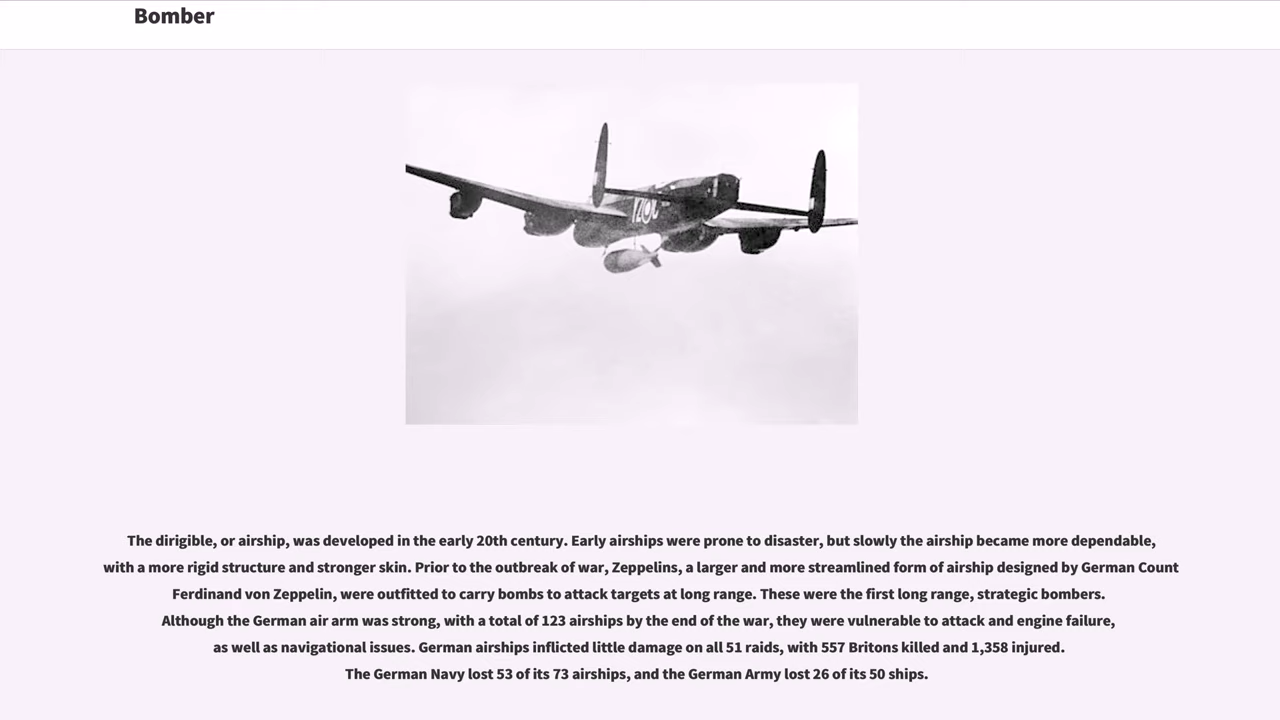 Bomber
The dirigible, or airship, was developed in the early 20th century. Early airships were prone to disaster, but slowly the airship became more dependable,
with a more rigid structure and stronger skin. Prior to the outbreak of war, Zeppelins, a larger and more streamlined form of airship designed by German Count
Ferdinand von Zeppelin, were outfitted to carry bombs to attack targets at long range. These were the first long range, strategic bombers.
Although the German air arm was strong, with a total of 123 airships by the end of the war, they were vulnerable to attack and engine failure,
as well as navigational issues. German airships inflicted little damage on all 51 raids, with 557 Britons killed and 1,358 injured.
The German Navy lost 53 of its 73 airships, and the German Army lost 26 of its 50 ships.